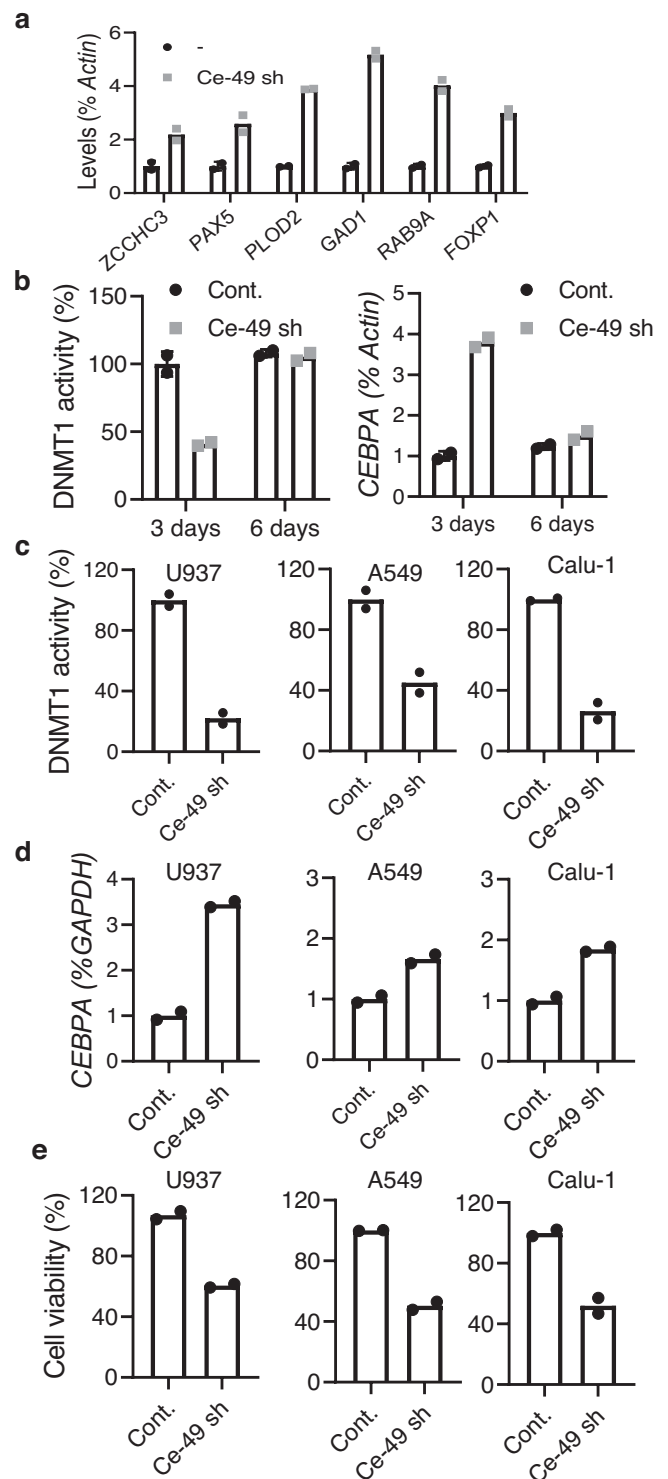 a
Levels (% Actin)
6
4
2
0
-
Ce-49 sh
ZCCHC3
PAX5
PLOD2
GAD1
RAB9A
FOXP1
b
DNMT1 activity (%)
150
100
50
0
Cont.
Ce-49 sh
3 days
6 days
CEBPA (% Actin)
5
4
3
2
1
0
Cont.
Ce-49 sh
3 days
6 days
c
DNMT1 activity (%)
U937
120
80
40
0
Cont.
Ce-49 sh
A549
120
80
40
0
Cont.
Ce-49 sh
Calu-1
120
80
40
0
Cont.
Ce-49 sh
d
CEBPA (%GAPDH)
U937
4
3
2
1
0
Cont.
Ce-49 sh
A549
3
2
1
0
Cont.
Ce-49 sh
Calu-1
3
2
1
0
Cont.
Ce-49 sh
e
Cell viability (%)
U937
120
80
40
0
Cont.
Ce-49 sh
A549
120
80
40
0
Cont.
Ce-49 sh
Calu-1
120
80
40
0
Cont.
Ce-49 sh